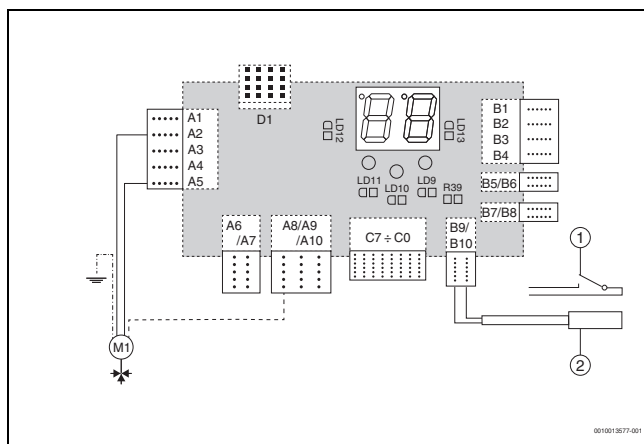 D1
LD12
LD13
A1
A2
A3
A4
A5
B1
B2
B3
B4
LD11
LD10
LD9
R39
B5/B6
B7/B8
A6
/A7
A8/A9
/A10
C7 ÷ C0
B9/
B10
1
M1
2
0010013577-001